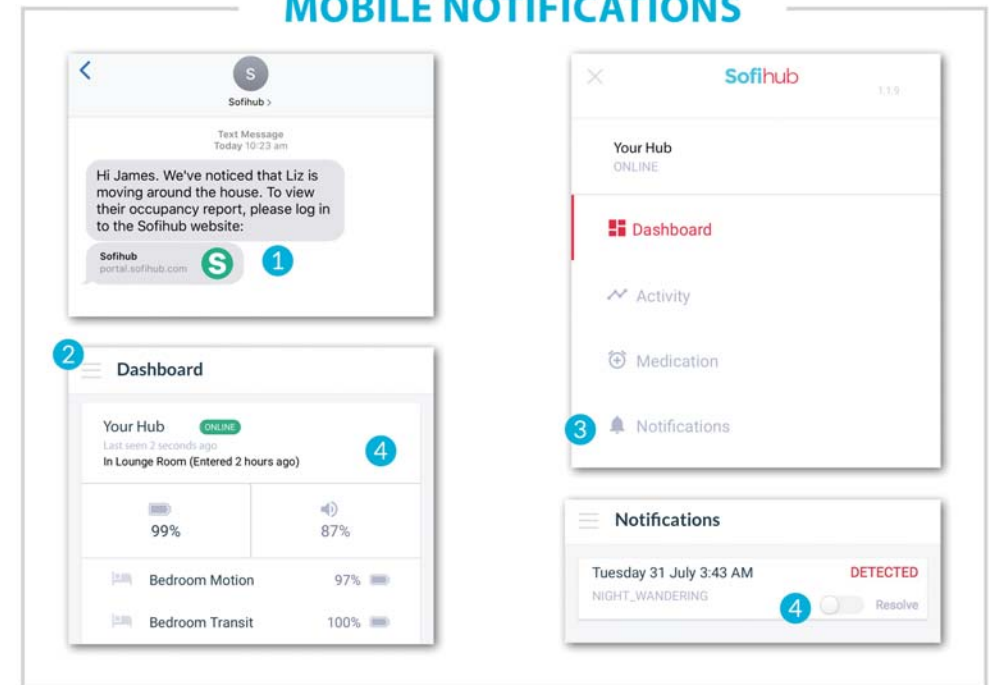 MOBILE NOTIFICATIONS
S
Sofihub >
Text Message
Today 10:23 am
Hi James. We've noticed that Liz is
moving around the house. To view
their occupancy report, please log in
to the Sofihub website:
Sofihub
portal.sofihub.com
S
1
2
Dashboard
Your Hub ONLINE
Last seen 2 seconds ago
In Lounge Room (Entered 2 hours ago)
4
99% 87%
Bedroom Motion 97%
Bedroom Transit 100%
Sofihub
1.1.9
Your Hub
ONLINE
Dashboard
Activity
Medication
3 Notifications
Notifications
Tuesday 31 July 3:43 AM DETECTED
NIGHT_WANDERING 4 Resolve